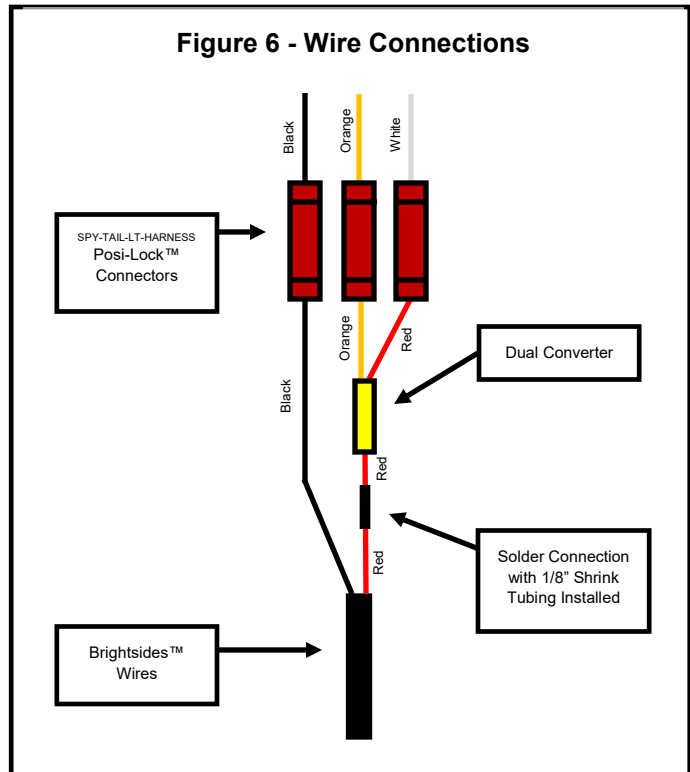 Figure 6 - Wire Connections
Black
Orange
White
SPY-TAIL-LT-HARNESS
Posi-Lock™
Connectors
Orange
Red
Dual Converter
Black
Red
Solder Connection
with 1/8” Shrink
Tubing Installed
Red
Brightsides™
Wires